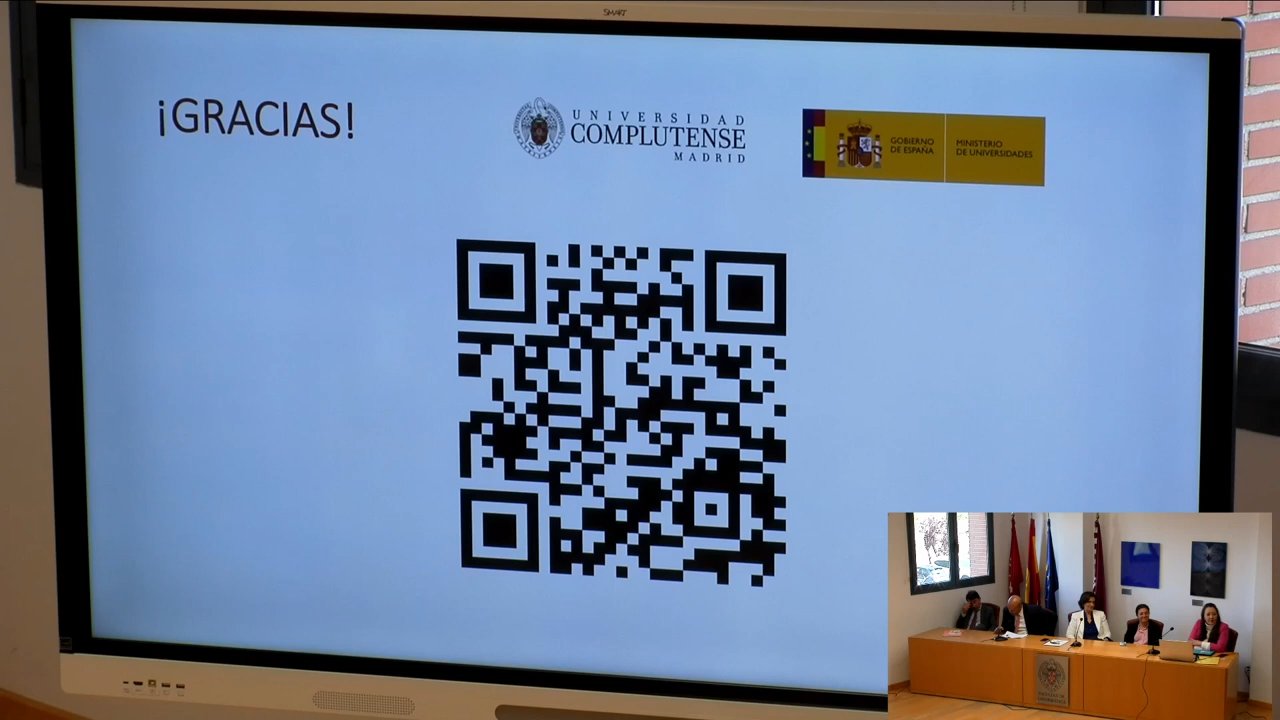 SMART
¡GRACIAS!
UNIVERSIDAD
COMPLUTENSE
MADRID
GOBIERNO
DE ESPAÑA
MINISTERIO
DE UNIVERSIDADES